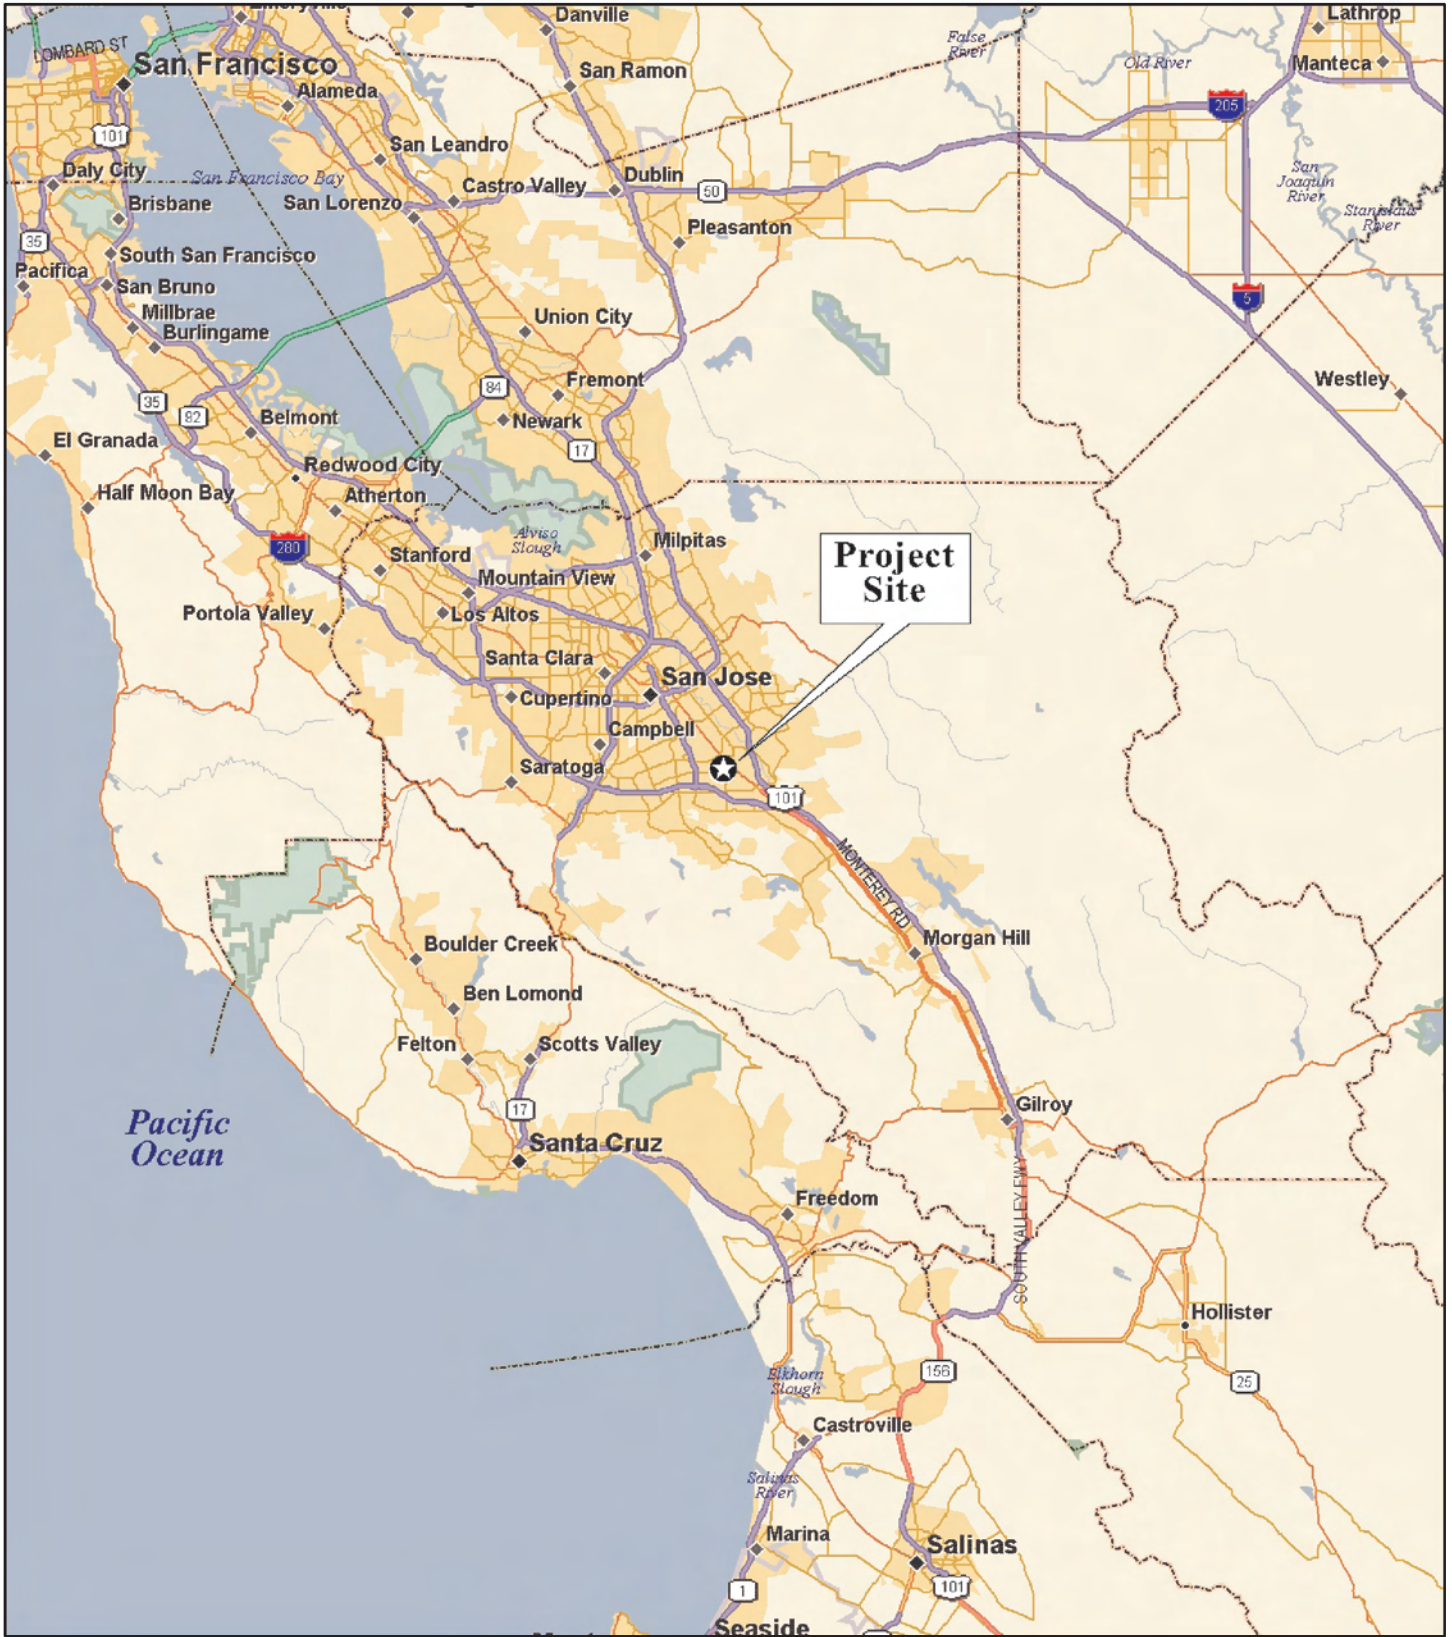 Emeryville
Danville
Lathrop
LOMBARD ST
San Francisco
False
River
Old River
Manteca
San Ramon
Alameda
205
101
San Leandro
Daly City
San Francisco Bay
Castro Valley
Dublin
50
San
Joaquin
River
Brisbane
San Lorenzo
Stanislaus
River
Pleasanton
35
South San Francisco
Pacifica
San Bruno
5
Millbrae
Burlingame
Union City
84
Fremont
Westley
35
82
Belmont
Newark
El Granada
17
Redwood City
Half Moon Bay
Atherton
280
Alviso
Slough
Milpitas
Project
Site
Stanford
Mountain View
Portola Valley
Los Altos
Santa Clara
San Jose
Cupertino
Campbell
Saratoga
101
MONTEREY RD
Boulder Creek
Morgan Hill
Ben Lomond
Felton
Scotts Valley
17
Gilroy
Pacific
Ocean
Santa Cruz
SOUTH VALLEY FWY
Freedom
Hollister
156
25
Elkhorn
Slough
Castroville
Salinas
River
Marina
Salinas
1
101
Seaside